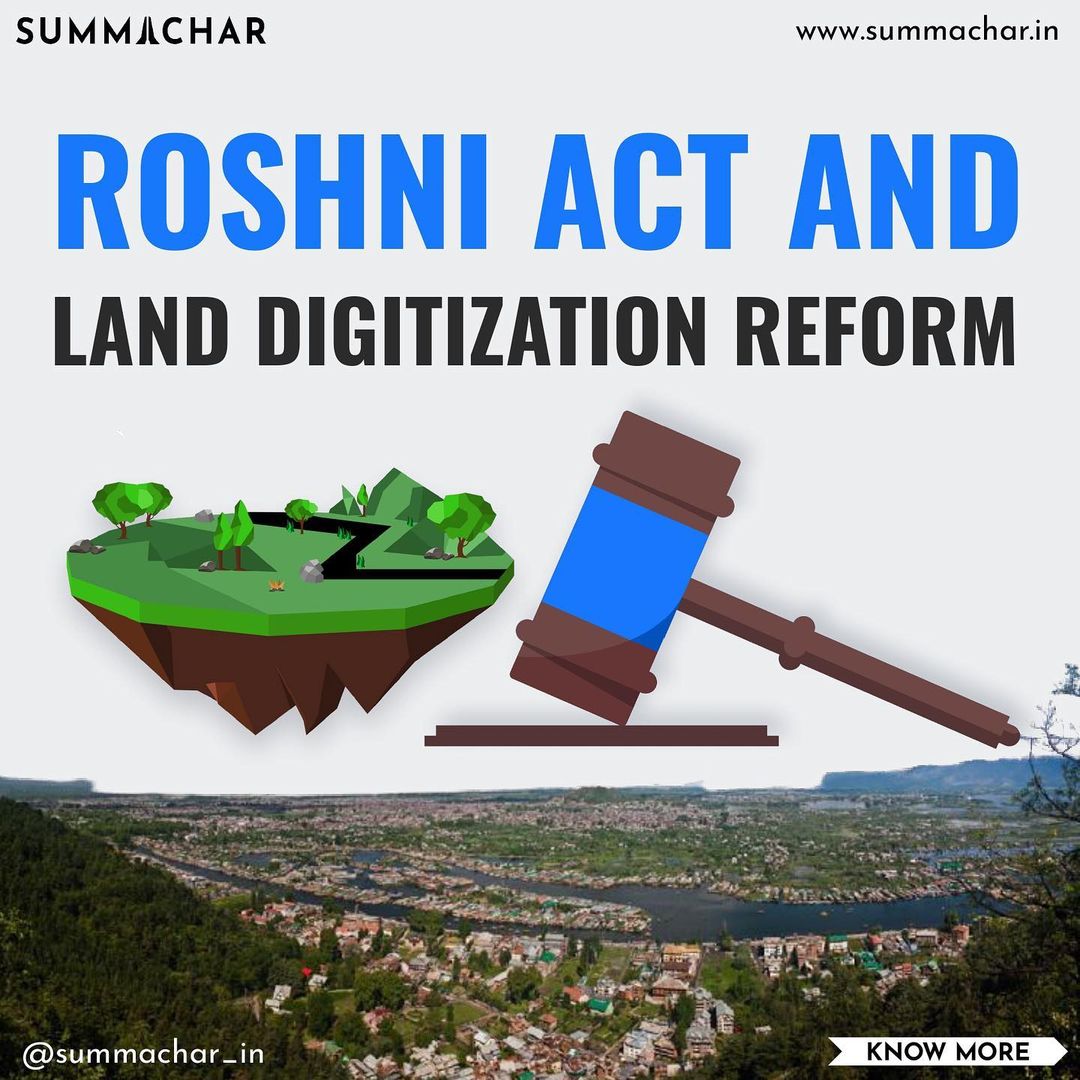 SUMMACHAR
www.summachar.in
ROSHNI ACT AND
LAND DIGITIZATION REFORM
@summachar_in
KNOW MORE